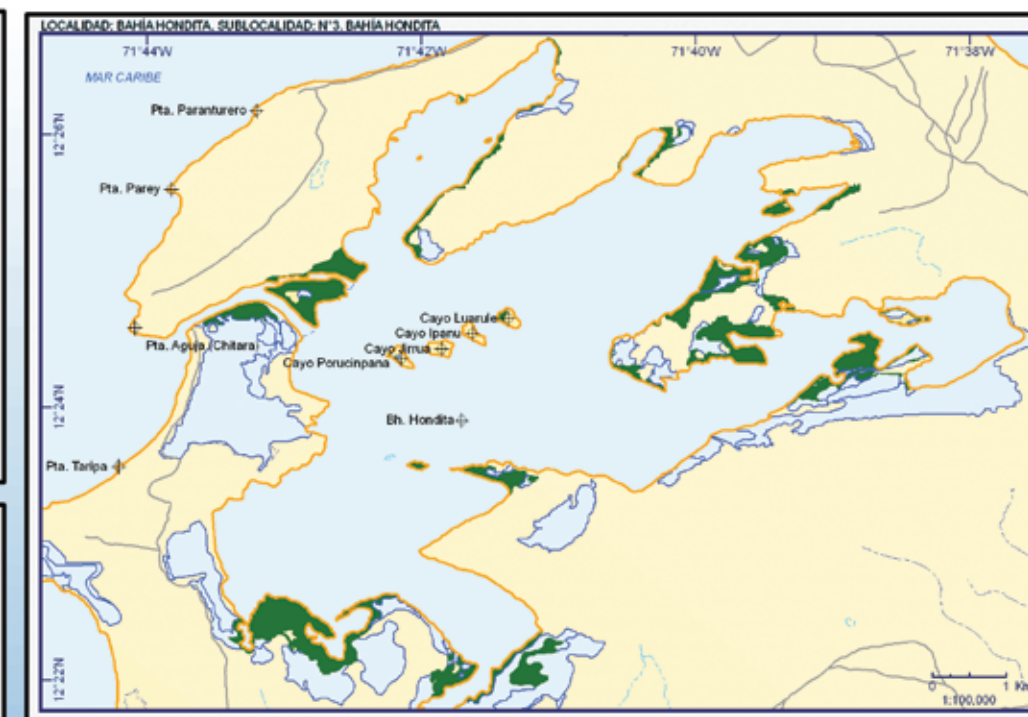 LOCALIDAD: BAHÍA HONDITA. SUBLOCALIDAD: N°3. BAHÍA HONDITA
71°44'W
71°42'W
71°40'W
71°38'W
MAR CARIBE
Pta. Paranturero
12°26'N
Pta. Parey
Cayo Luarule
Cayo Ipanu
Pta. Aguja (Chitara)
Cayo Jirrua
Cayo Porucinpana
12°24'N
Bh. Hondita
Pta. Taripa
12°22'N
0 1 Km
1:100.000